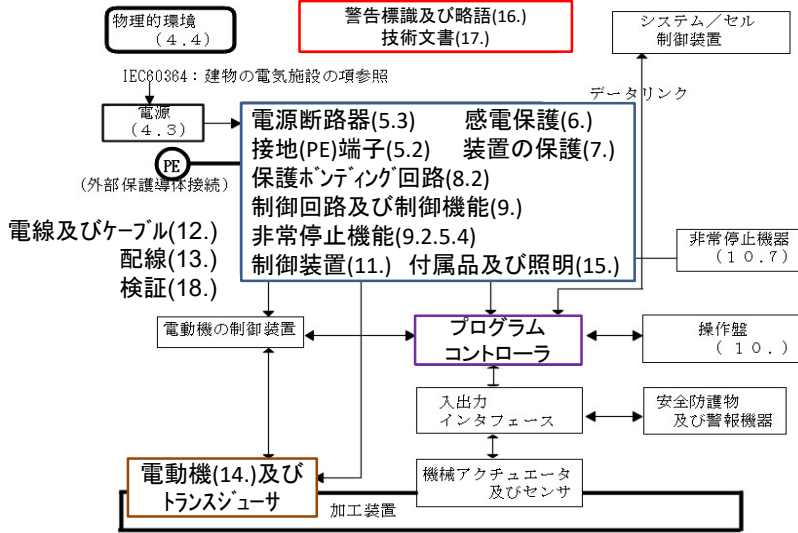 物理的環境
(4.4)
警告標識及び略語(16.)
技術文書(17.)
システム／セル
制御装置
IEC60364：建物の電気施設の項参照
データリンク
電源
(4.3)
電源断路器(5.3) 感電保護(6.)
接地(PE)端子(5.2) 装置の保護(7.)
保護ﾎﾞﾝﾃﾞｨﾝｸﾞ回路(8.2)
制御回路及び制御機能(9.)
非常停止機能(9.2.5.4)
制御装置(11.) 付属品及び照明(15.)
PE
(外部保護導体接続)
電線及びｹｰﾌﾞﾙ(12.)
配線(13.)
検証(18.)
非常停止機器
(10.7)
電動機の制御装置
プログラム
コントローラ
操作盤
(10.)
入出力
インタフェース
安全防護物
及び警報機器
電動機(14.)及び
ﾄﾗﾝｽｼﾞｭｰｻ
機械アクチュエータ
及びセンサ
加工装置